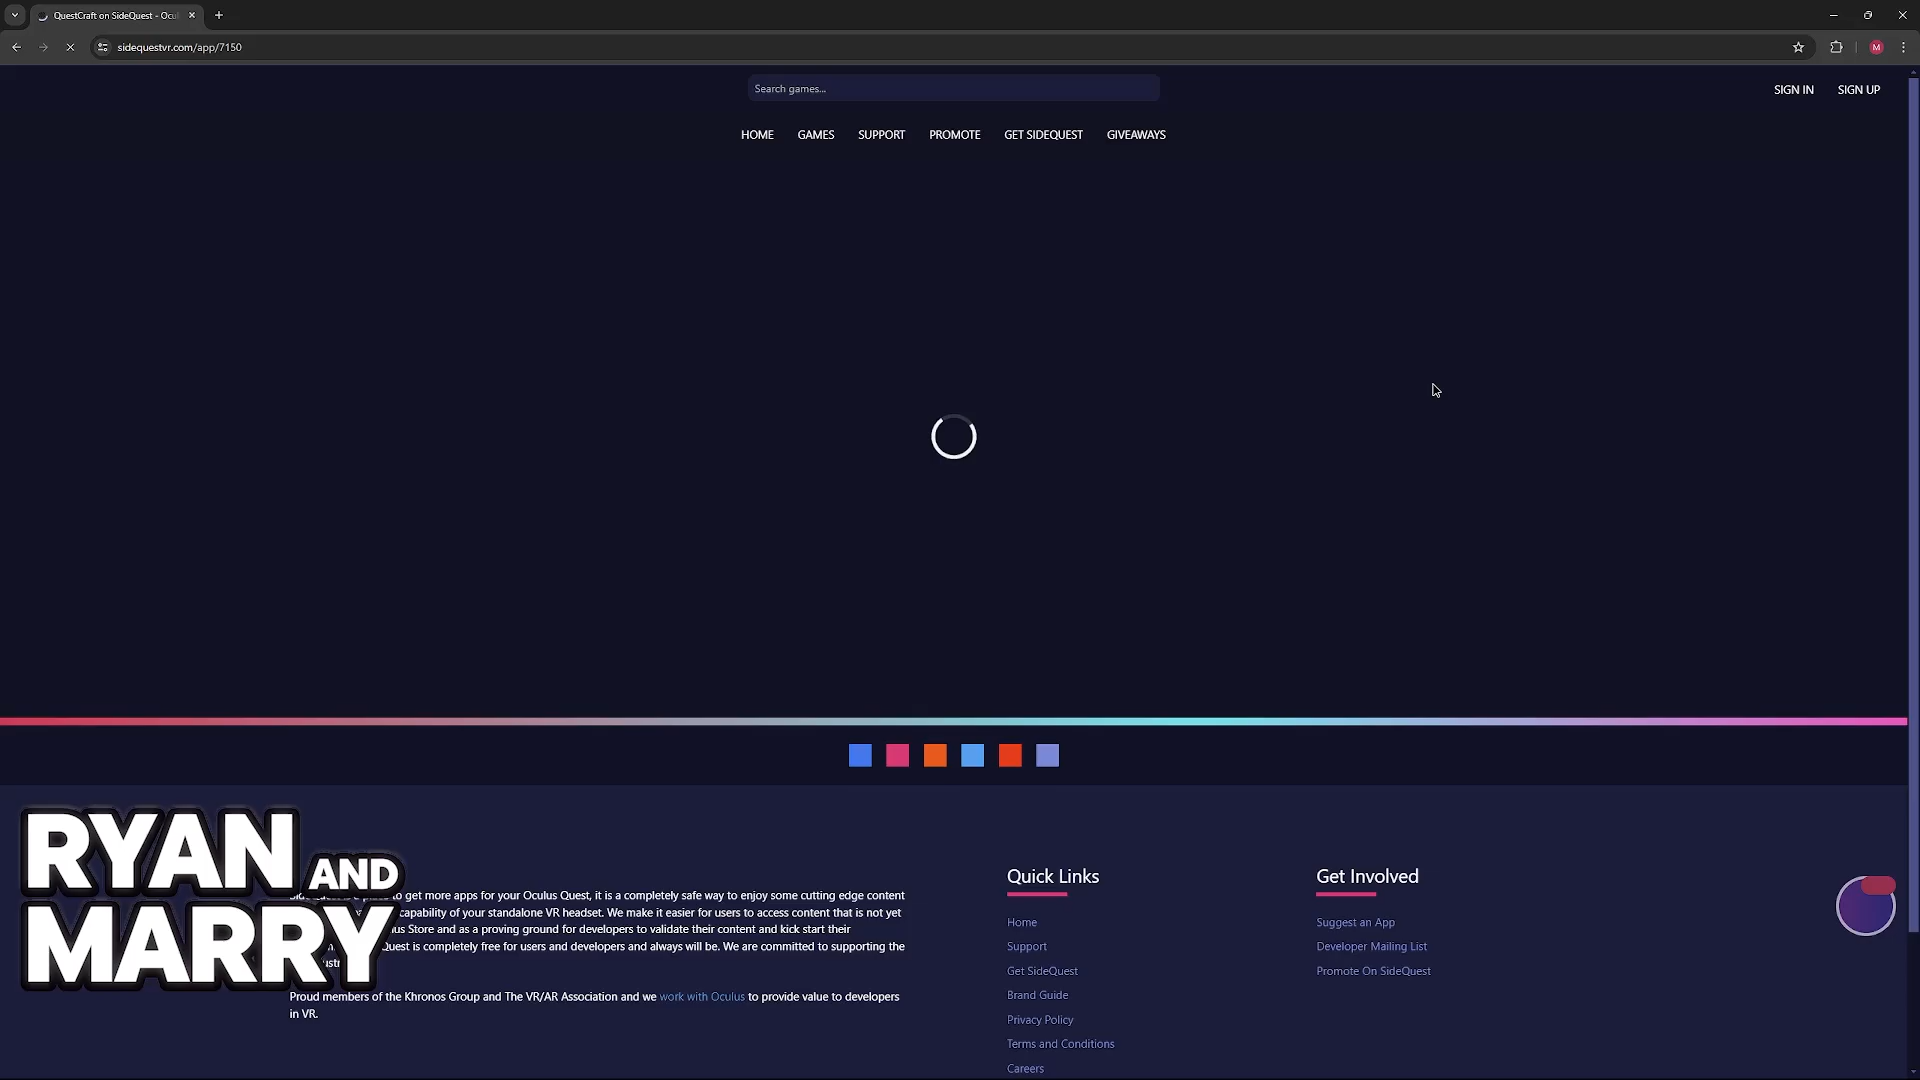 QuestCraft on SideQuest - Ocu
sidequestvr.com/app/7150
M
Search games...
SIGN IN
SIGN UP
HOME
GAMES
SUPPORT
PROMOTE
GET SIDEQUEST
GIVEAWAYS
RYAN AND
MARRY
to get more apps for your Oculus Quest, it is a completely safe way to enjoy some cutting edge content
capability of your standalone VR headset. We make it easier for users to access content that is not yet
Store and as a proving ground for developers to validate their content and kick start their
Quest is completely free for users and developers and always will be. We are committed to supporting the
Proud members of the Khronos Group and The VR/AR Association and we work with Oculus to provide value to developers
in VR.
Quick Links
Home
Support
Get SideQuest
Brand Guide
Privacy Policy
Terms and Conditions
Careers
Get Involved
Suggest an App
Developer Mailing List
Promote On SideQuest